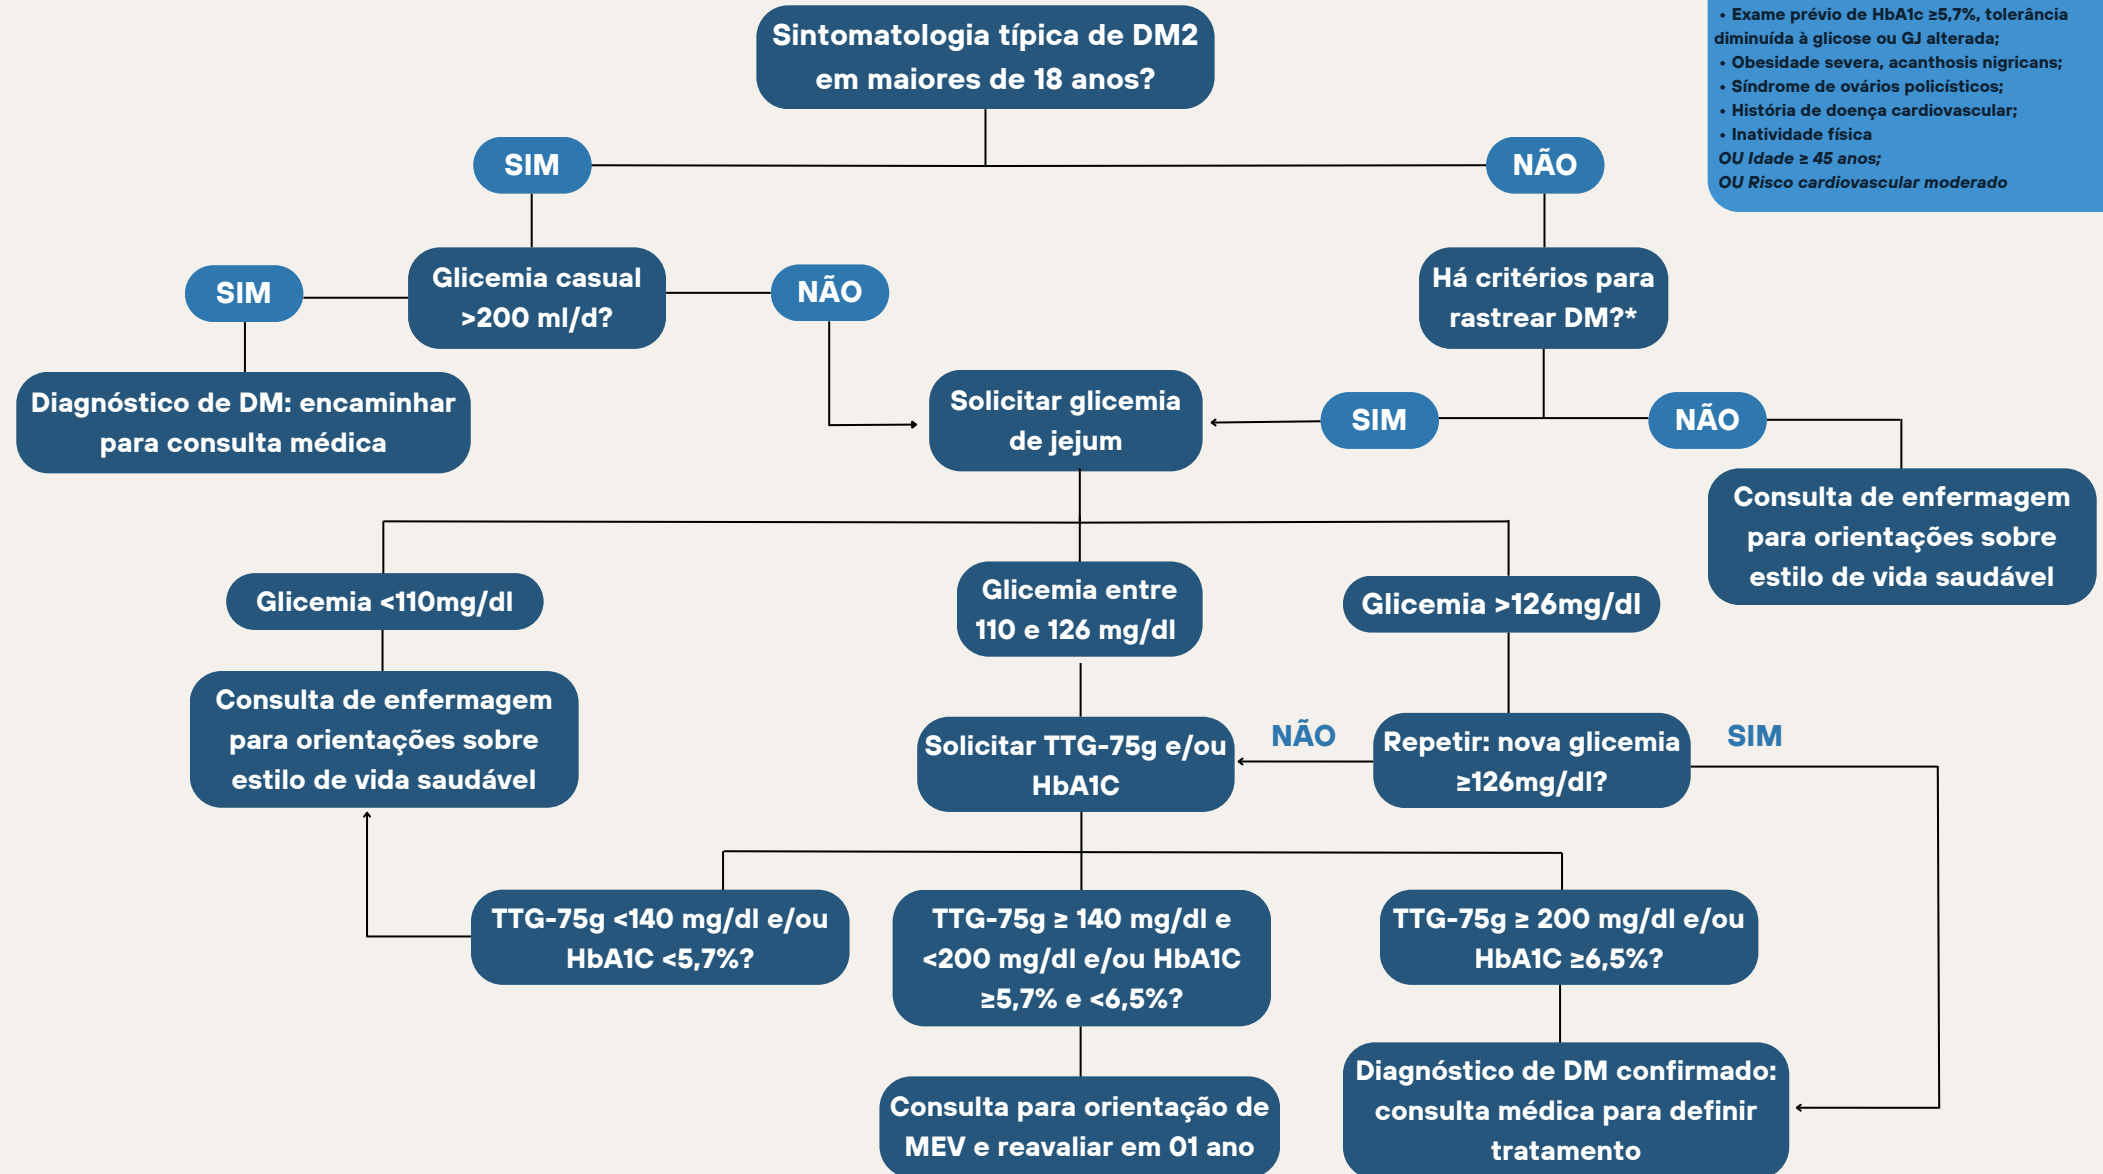 Sintomatologia típica de DM2
em maiores de 18 anos?
• Exame prévio de HbA1c ≥5,7%, tolerância
diminuída à glicose ou GJ alterada;
• Obesidade severa, acanthosis nigricans;
• Síndrome de ovários policísticos;
• História de doença cardiovascular;
• Inatividade física
OU Idade ≥ 45 anos;
OU Risco cardiovascular moderado
SIM
NÃO
SIM
Glicemia casual
>200 ml/d?
NÃO
Há critérios para
rastrear DM?*
Diagnóstico de DM: encaminhar
para consulta médica
Solicitar glicemia
de jejum
SIM
NÃO
Consulta de enfermagem
para orientações sobre
estilo de vida saudável
Glicemia <110mg/dl
Glicemia entre
110 e 126 mg/dl
Glicemia >126mg/dl
Consulta de enfermagem
para orientações sobre
estilo de vida saudável
Solicitar TTG-75g e/ou
HbA1C
NÃO
Repetir: nova glicemia
≥126mg/dl?
SIM
TTG-75g <140 mg/dl e/ou
HbA1C <5,7%?
TTG-75g ≥ 140 mg/dl e
<200 mg/dl e/ou HbA1C
≥5,7% e <6,5%?
TTG-75g ≥ 200 mg/dl e/ou
HbA1C ≥6,5%?
Consulta para orientação de
MEV e reavaliar em 01 ano
Diagnóstico de DM confirmado:
consulta médica para definir
tratamento